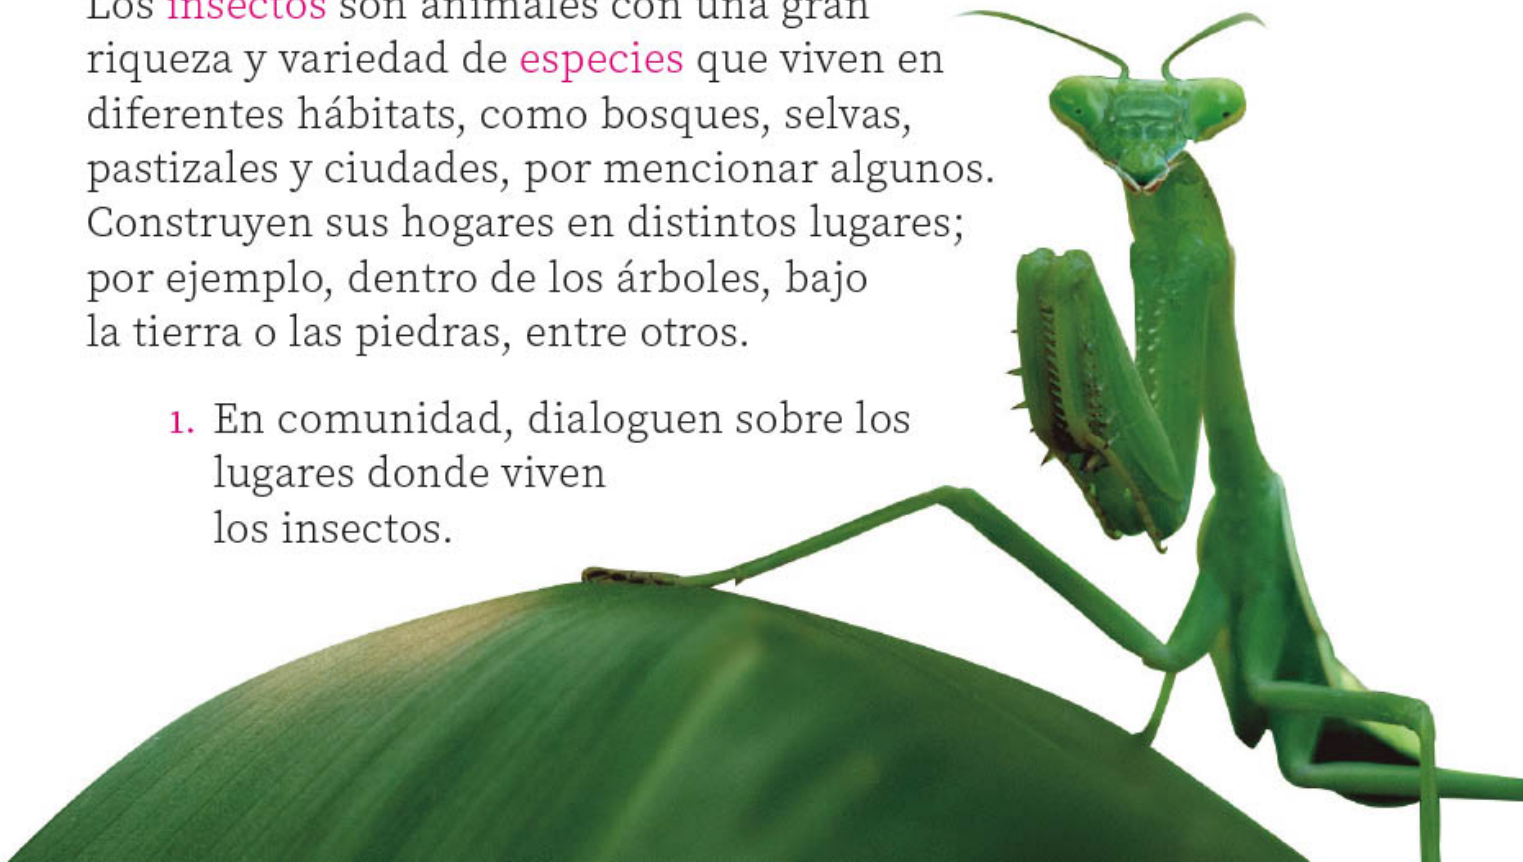 Los insectos son animales con una gran
riqueza y variedad de especies que viven en
diferentes hábitats, como bosques, selvas,
pastizales y ciudades, por mencionar algunos.
Construyen sus hogares en distintos lugares;
por ejemplo, dentro de los árboles, bajo
la tierra o las piedras, entre otros.
1. En comunidad, dialoguen sobre los
lugares donde viven
los insectos.